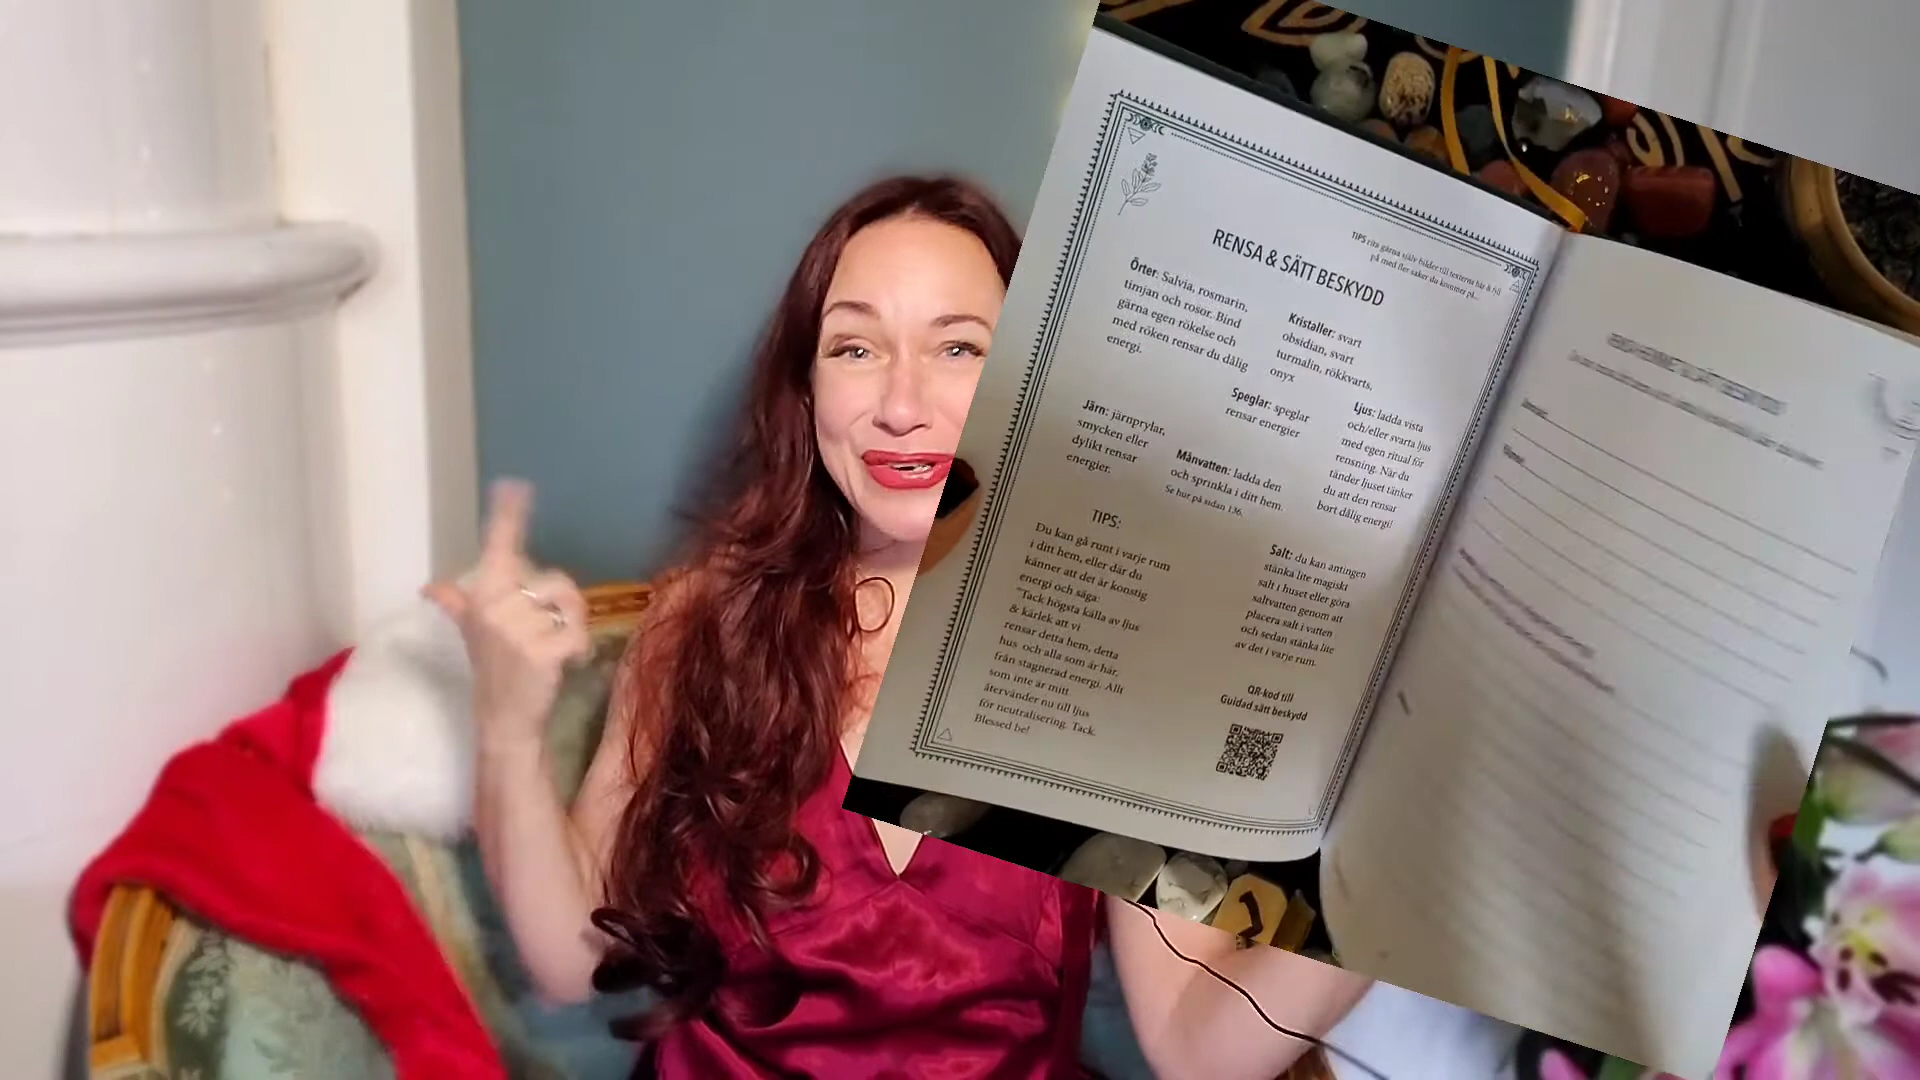 TIPS rita gärna själv bilder till texterna här & fyll
på med fler saker du kommer på...
RENSA & SÄTT BESKYDD
Örter: Salvia, rosmarin,
timjan och rosor. Bind
gärna egen rökelse och
med röken rensar du dålig
energi.
Kristaller: svart
obsidian, svart
turmalin, rökkvarts,
onyx
Speglar: speglar
rensar energier
Ljus: ladda vista
och/eller svarta ljus
med egen ritual för
rensning. När du
tänder ljuset tänker
du att den rensar
bort dålig energi!
Järn: järnprylar,
smycken eller
dylikt rensar
energier.
Månvatten: ladda den
och sprinkla i ditt hem.
Se hur på sidan 136.
TIPS:
Du kan gå runt i varje rum
i ditt hem, eller där du
känner att det är konstig
energi och säga:
"Tack högsta källa av ljus
& kärlek att vi
rensar detta hem, detta
hus och alla som är här,
från stagnerad energi. Allt
som inte är mitt
återvänder nu till ljus
för neutralisering. Tack.
Blessed be!
Salt: du kan antingen
stänka lite magiskt
salt i huset eller göra
saltvatten genom att
placera salt i vatten
och sedan stänka lite
av det i varje rum.
QR-kod till
Guidad sätt beskydd